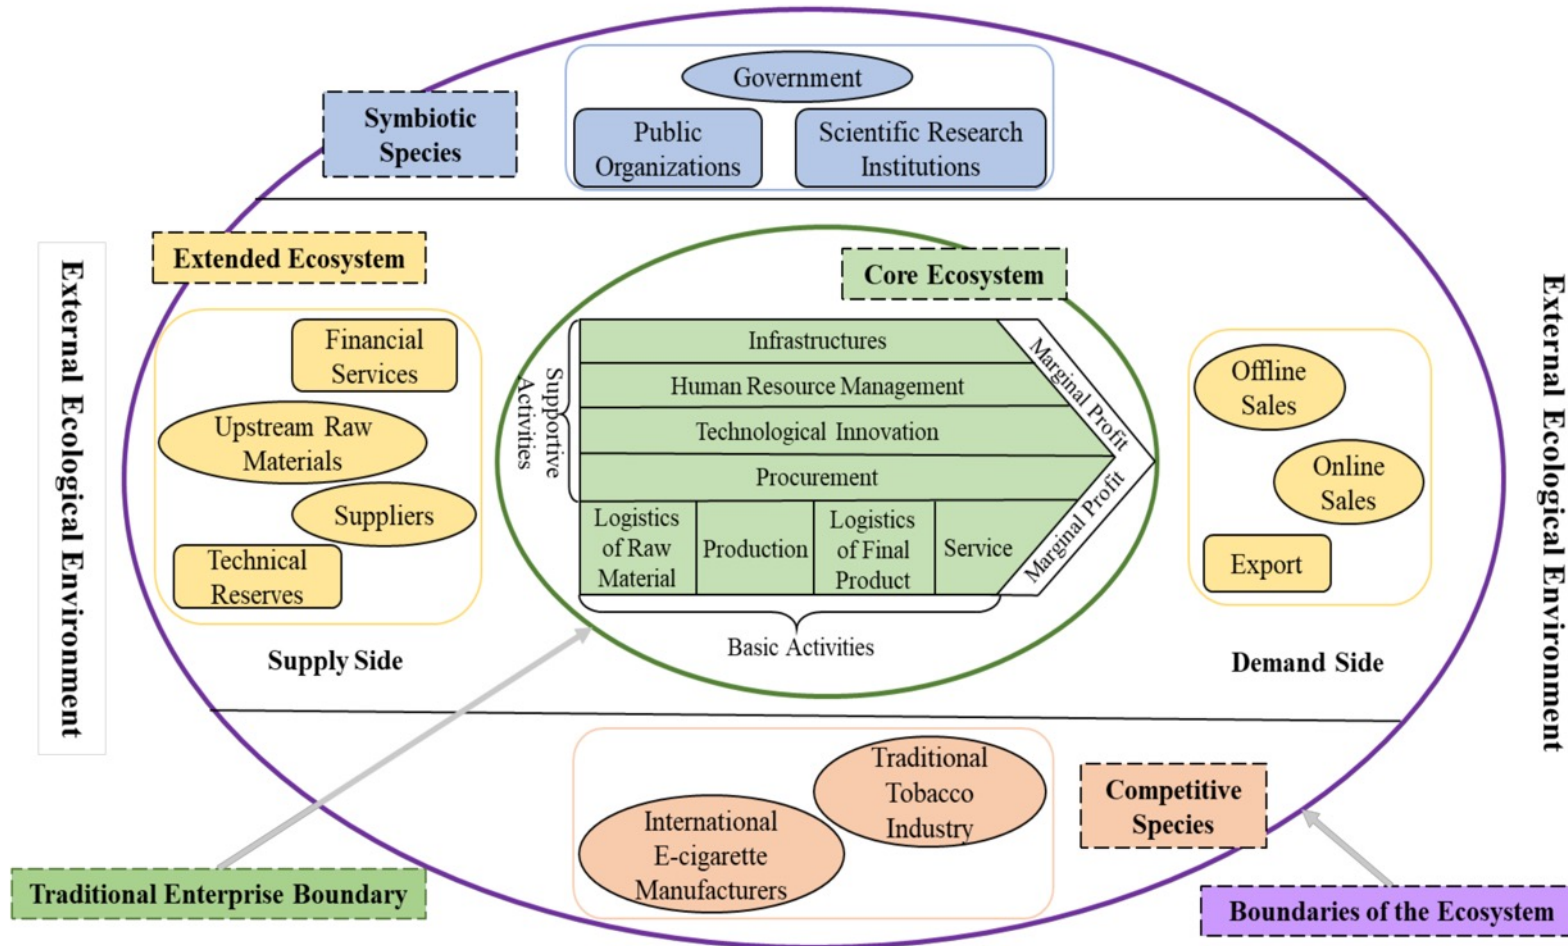 Government
Symbiotic
Species
Public
Organizations
Scientific Research
Institutions
Extended Ecosystem
Core Ecosystem
External Ecological Environment
External Ecological Environment
Financial
Services
Upstream Raw
Materials
Suppliers
Technical
Reserves
Supply Side
Supportive
Activities
Infrastructures
Human Resource Management
Technological Innovation
Procurement
Logistics
of Raw
Material
Production
Logistics
of Final
Product
Service
Marginal Profit
Marginal Profit
Basic Activities
Offline
Sales
Online
Sales
Export
Demand Side
Traditional
Tobacco
Industry
International
E-cigarette
Manufacturers
Competitive
Species
Traditional Enterprise Boundary
Boundaries of the Ecosystem